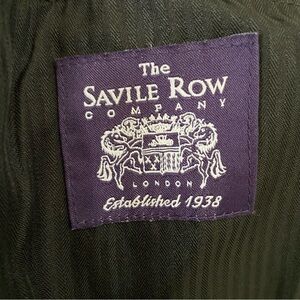 The
SAVILE ROW
COMPANY
LONDON
Established 1938